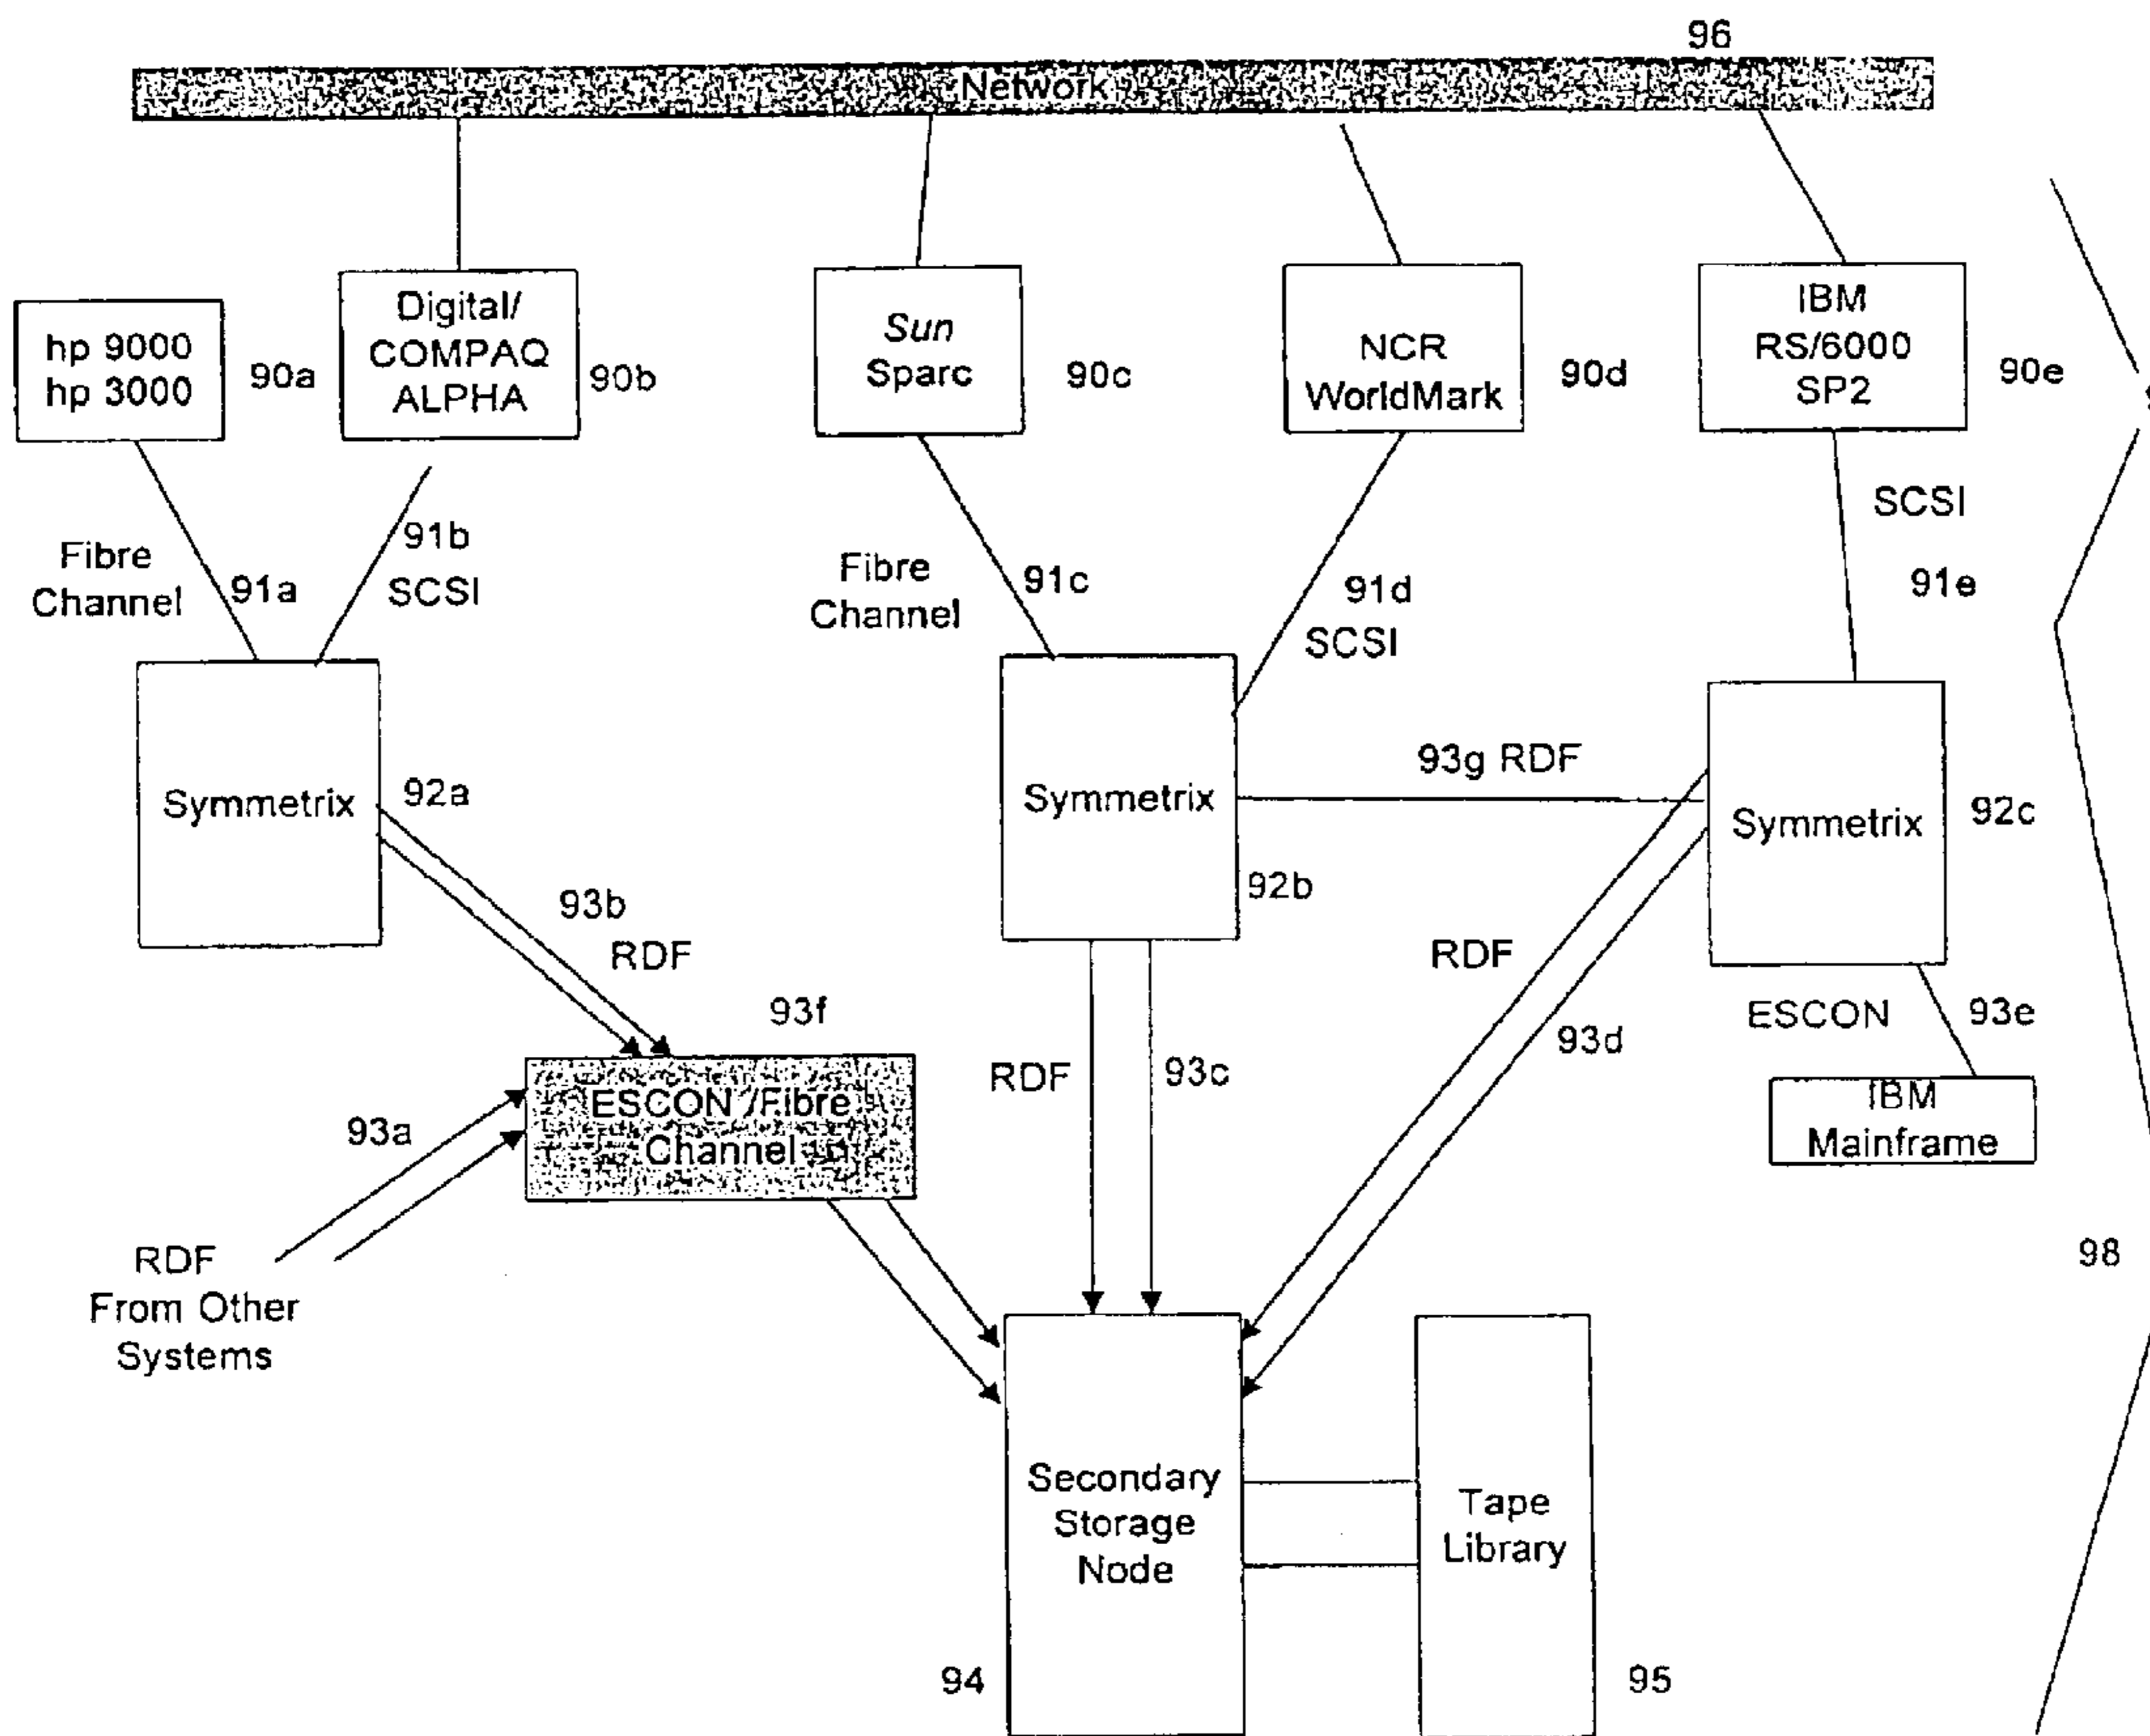 96
Network
hp 9000
hp 3000
90a
Digital/
COMPAQ
ALPHA
90b
Sun
Sparc
90c
NCR
WorldMark
90d
IBM
RS/6000
SP2
90e
Fibre
Channel
91a
91b
SCSI
Fibre
Channel
91c
91d
SCSI
SCSI
91e
Symmetrix
92a
Symmetrix
92b
93g RDF
Symmetrix
92c
93b
RDF
93f
ESCON /Fibre
Channel
93a
RDF
From Other
Systems
RDF
93c
RDF
93d
ESCON
93e
IBM
Mainframe
98
Secondary
Storage
Node
94
Tape
Library
95